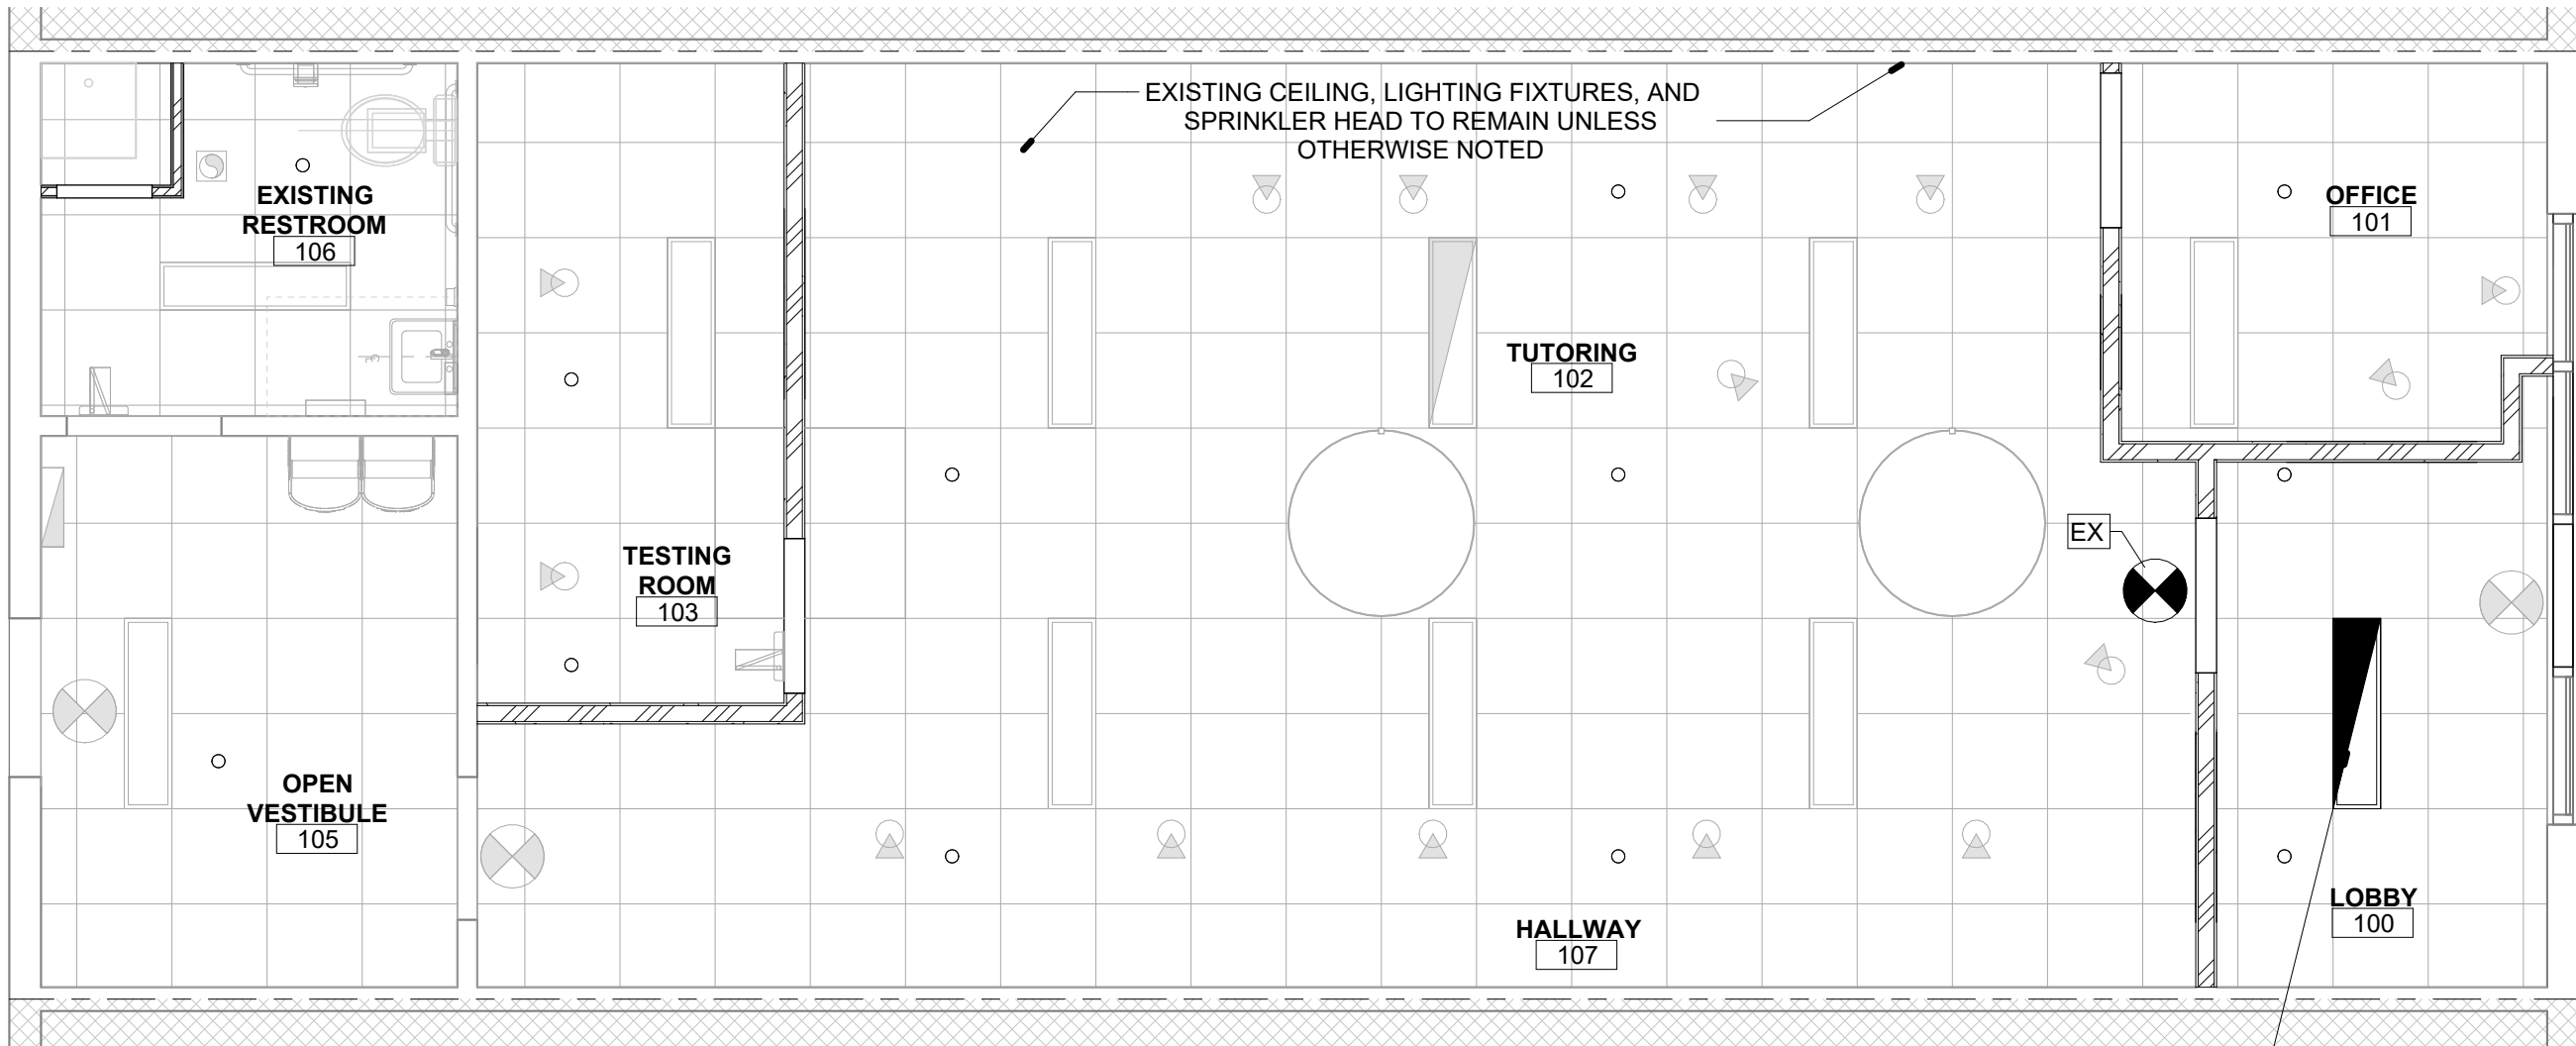 EXISTING CEILING, LIGHTING FIXTURES, AND
SPRINKLER HEAD TO REMAIN UNLESS
OTHERWISE NOTED
EXISTING
RESTROOM
106
OFFICE
101
TUTORING
102
EX
TESTING
ROOM
103
OPEN
VESTIBULE
105
LOBBY
100
HALLWAY
107